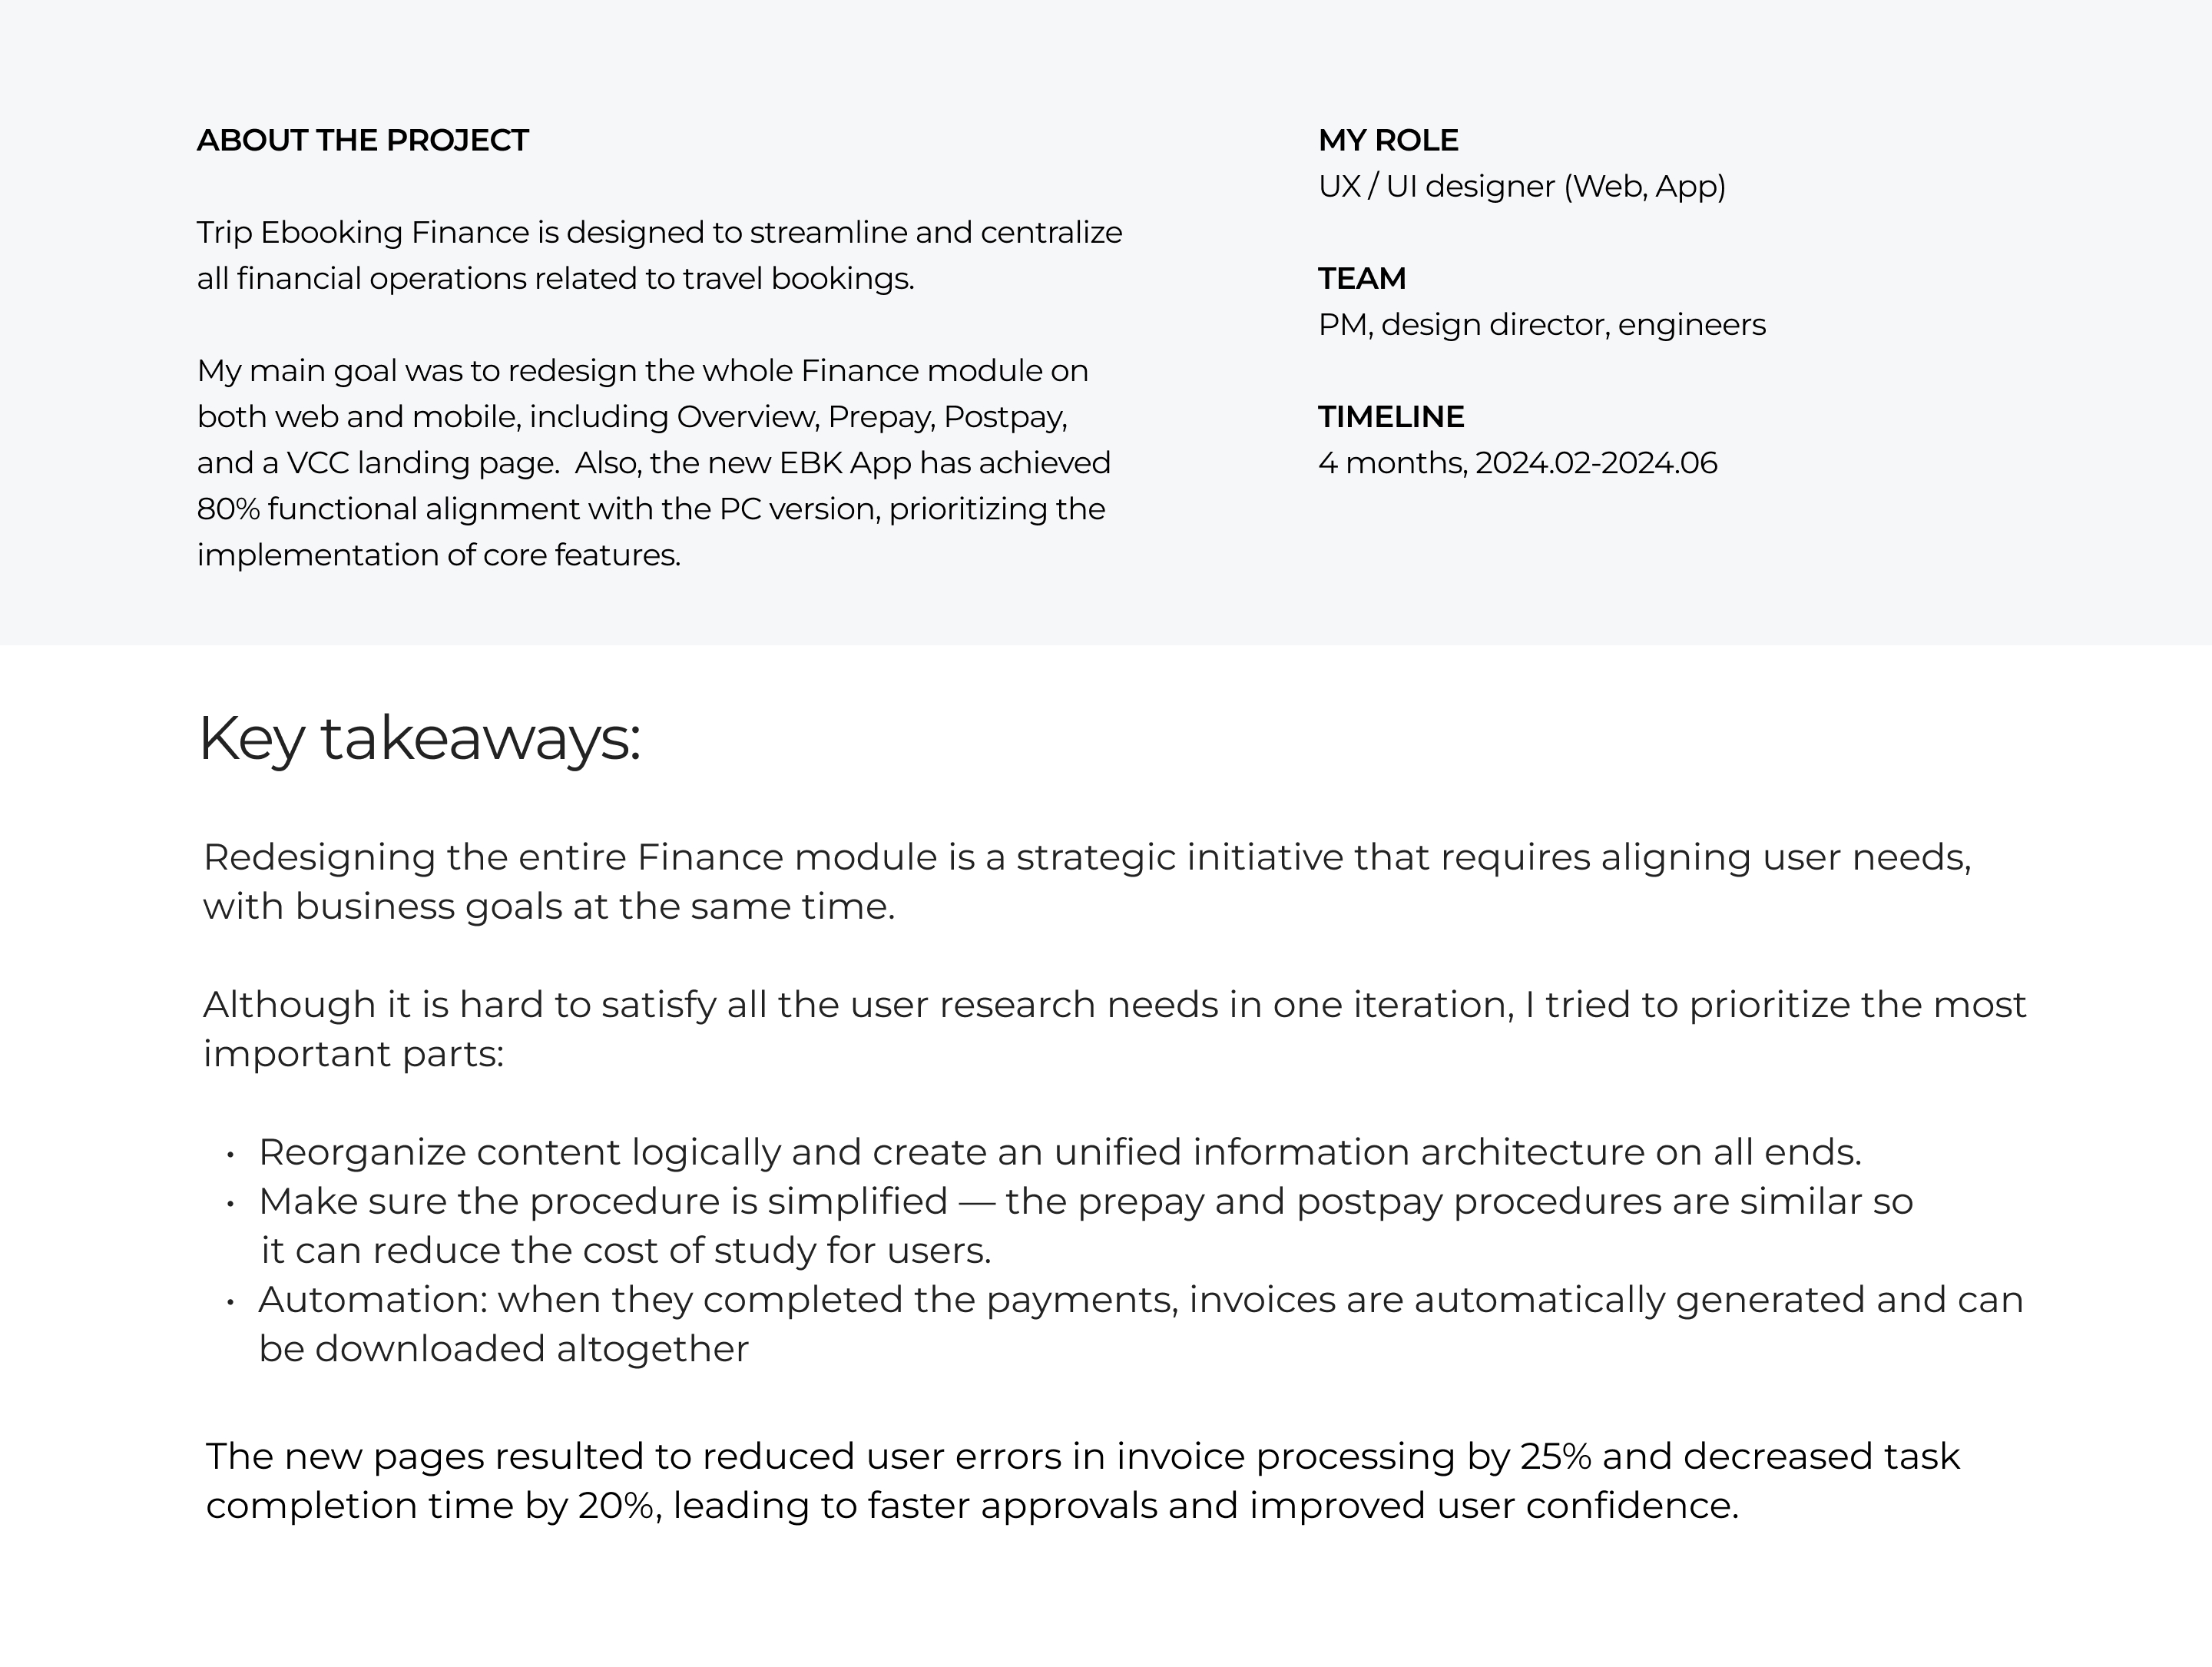 ABOUT THE PROJECT
Trip Ebooking Finance is designed to streamline and centralize
all financial operations related to travel bookings.
My main goal was to redesign the whole Finance module on
both web and mobile, including Overview, Prepay, Postpay,
and a VCC landing page.  Also, the new EBK App has achieved
80% functional alignment with the PC version, prioritizing the
implementation of core features.
MY ROLE
UX / UI designer (Web, App)
TEAM
PM, design director, engineers
TIMELINE
4 months, 2024.02-2024.06
Key takeaways:
Redesigning the entire Finance module is a strategic initiative that requires aligning user needs,
with business goals at the same time.
Although it is hard to satisfy all the user research needs in one iteration, I tried to prioritize the most
important parts:
• Reorganize content logically and create an unified information architecture on all ends.
• Make sure the procedure is simplified — the prepay and postpay procedures are similar so
it can reduce the cost of study for users.
• Automation: when they completed the payments, invoices are automatically generated and can
be downloaded altogether
The new pages resulted to reduced user errors in invoice processing by 25% and decreased task
completion time by 20%, leading to faster approvals and improved user confidence.